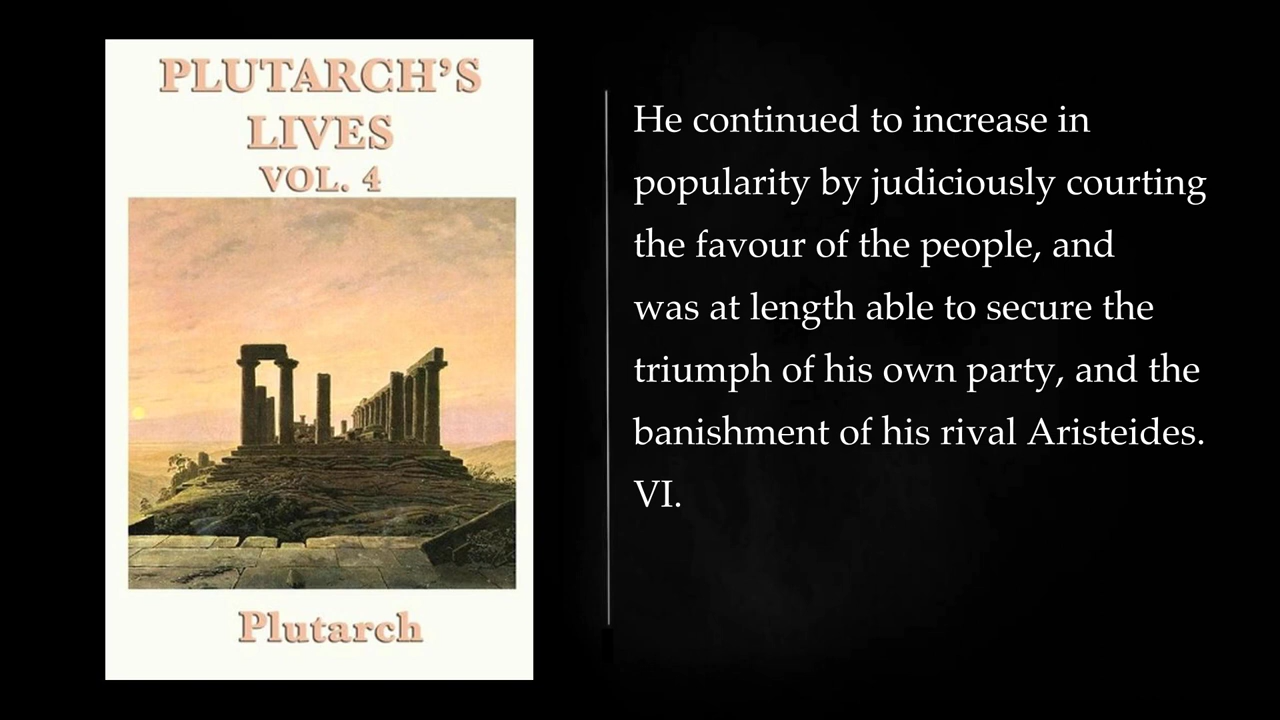 PLUTARCH'S
LIVES
VOL. 4
Plutarch
He continued to increase in
popularity by judiciously courting
the favour of the people, and
was at length able to secure the
triumph of his own party, and the
banishment of his rival Aristeides.
VI.